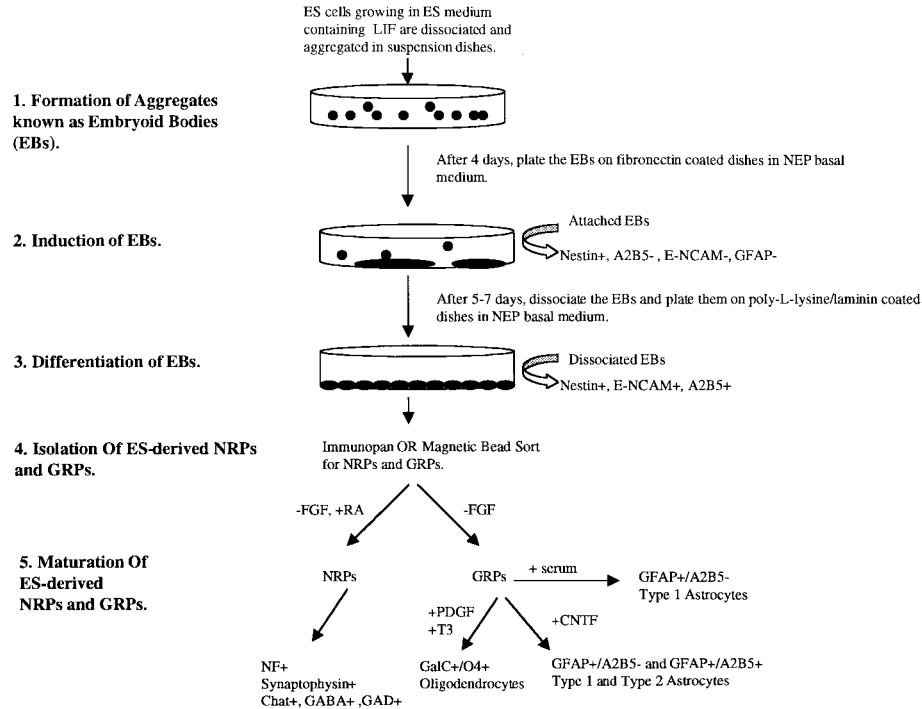 ES cells growing in ES medium
containing LIF are dissociated and
aggregated in suspension dishes.
1. Formation of Aggregates
known as Embryoid Bodies
(EBs).
After 4 days, plate the EBs on fibronectin coated dishes in NEP basal
medium.
2. Induction of EBs.
Attached EBs
Nestin+, A2B5- , E-NCAM-, GFAP-
After 5-7 days, dissociate the EBs and plate them on poly-L-lysine/laminin coated
dishes in NEP basal medium.
3. Differentiation of EBs.
Dissociated EBs
Nestin+, E-NCAM+, A2B5+
4. Isolation Of ES-derived NRPs
and GRPs.
Immunopan OR Magnetic Bead Sort
for NRPs and GRPs.
-FGF, +RA
-FGF
5. Maturation Of
ES-derived
NRPs and GRPs.
NRPs
GRPs
+ serum
GFAP+/A2B5-
Type 1 Astrocytes
+PDGF
+T3
+CNTF
NF+
Synaptophysin+
Chat+, GABA+ ,GAD+
GalC+/O4+
Oligodendrocytes
GFAP+/A2B5- and GFAP+/A2B5+
Type 1 and Type 2 Astrocytes